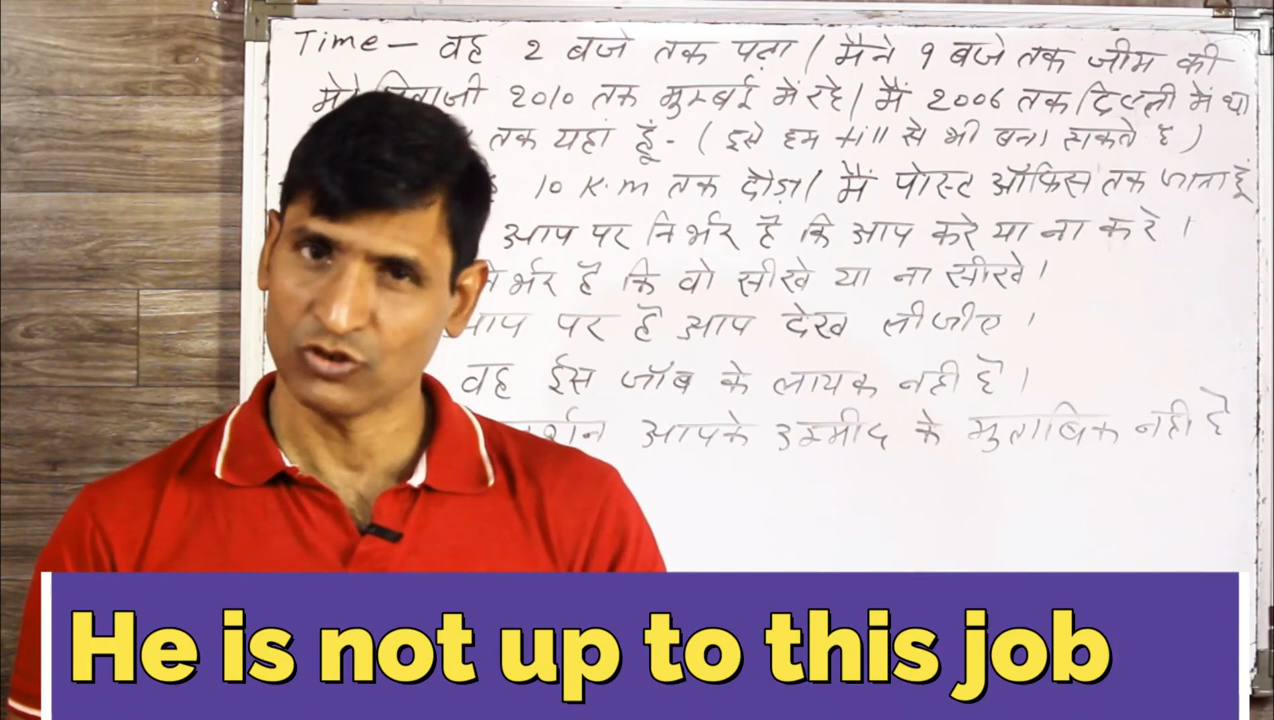 Time – वह 2 बजे तक पढ़ा / मैंने 9 बजे तक जीम की
मेरे पिताजी 2010 तक मुम्बई में रहे / मैं 2006 तक दिल्ली में था
तक यहां हूँ - ( इसे हम till से भी बना सकते है )
10 K.m तक दौड़ा / मैं पोस्ट ऑफिस तक जाता हूँ
आप पर निर्भर है कि आप करे या ना करे ।
निर्भर है कि वो सीखे या ना सीखे ।
आप पर है आप देख लीजीए ।
वह ईस जॉब के लायक नही है ।
आपके उम्मीद के मुताबिक नही है
He is not up to this job